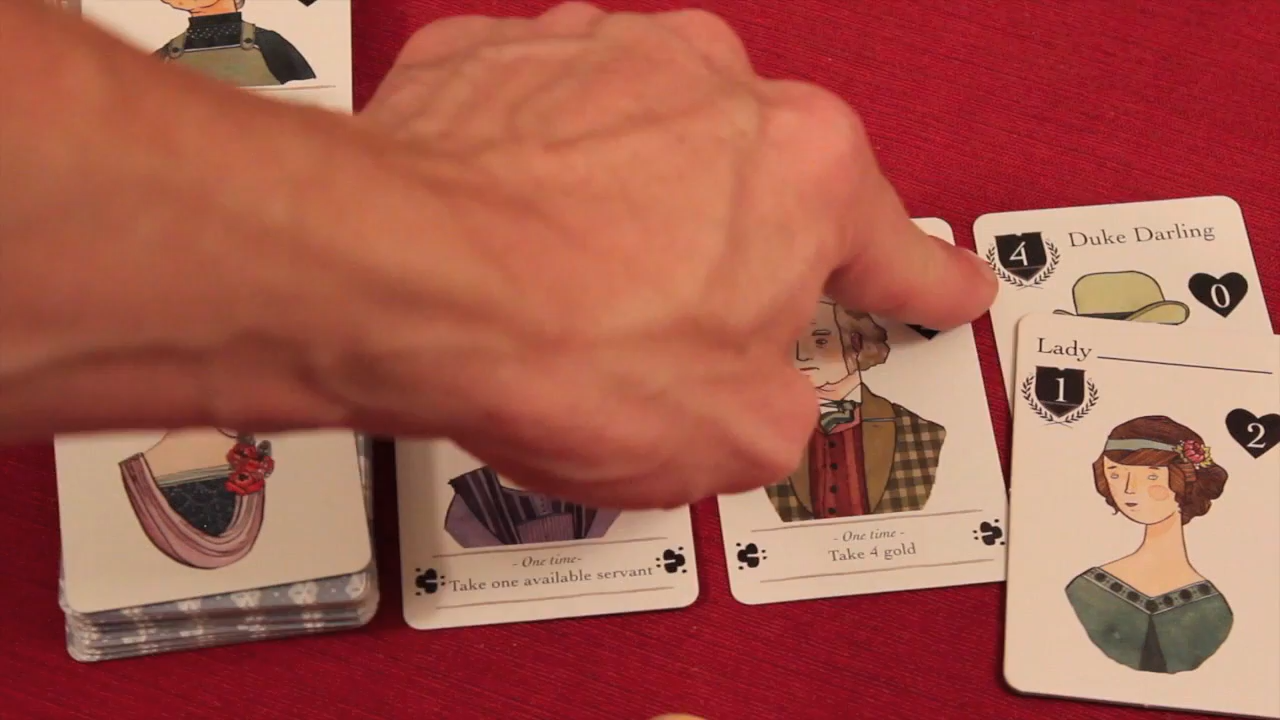 4 Duke Darling
0
Lady
1
2
- One time-
Take one available servant
- One time -
Take 4 gold